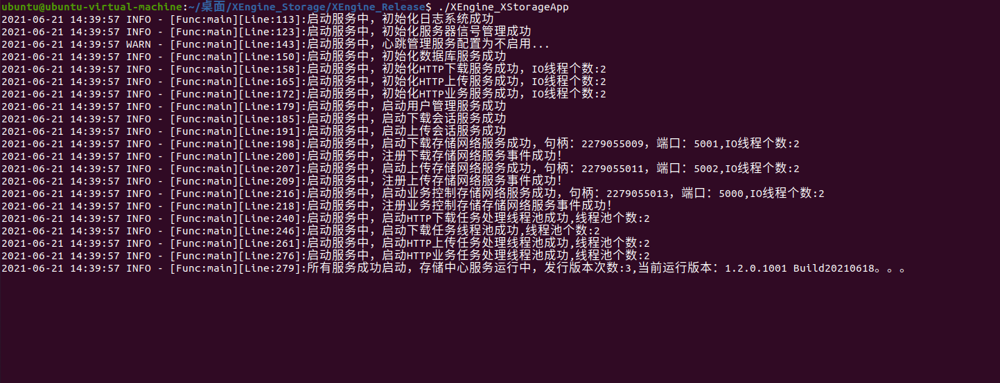 ubuntu@ubuntu-virtual-machine:~/桌面/XEngine_Storage/XEngine_Release$ ./XEngine_XStorageApp
2021-06-21 14:39:57 INFO - [Func:main][Line:113]:启动服务中，初始化日志系统成功
2021-06-21 14:39:57 INFO - [Func:main][Line:123]:启动服务中，初始化服务器信号管理成功
2021-06-21 14:39:57 WARN - [Func:main][Line:143]:启动服务中，心跳管理服务配置为不启用...
2021-06-21 14:39:57 INFO - [Func:main][Line:150]:启动服务中，初始化数据库服务成功
2021-06-21 14:39:57 INFO - [Func:main][Line:158]:启动服务中，初始化HTTP下载服务成功，IO线程个数:2
2021-06-21 14:39:57 INFO - [Func:main][Line:165]:启动服务中，初始化HTTP上传服务成功，IO线程个数:2
2021-06-21 14:39:57 INFO - [Func:main][Line:172]:启动服务中，初始化HTTP业务服务成功，IO线程个数:2
2021-06-21 14:39:57 INFO - [Func:main][Line:179]:启动服务中，启动用户管理服务成功
2021-06-21 14:39:57 INFO - [Func:main][Line:185]:启动服务中，启动下载会话服务成功
2021-06-21 14:39:57 INFO - [Func:main][Line:191]:启动服务中，启动上传会话服务成功
2021-06-21 14:39:57 INFO - [Func:main][Line:198]:启动服务中，启动下载存储网络服务成功，句柄：2279055009，端口：5001,IO线程个数:2
2021-06-21 14:39:57 INFO - [Func:main][Line:200]:启动服务中，注册下载存储网络服务事件成功！
2021-06-21 14:39:57 INFO - [Func:main][Line:207]:启动服务中，启动上传存储网络服务成功，句柄：2279055011，端口：5002,IO线程个数:2
2021-06-21 14:39:57 INFO - [Func:main][Line:209]:启动服务中，注册上传存储网络服务事件成功！
2021-06-21 14:39:57 INFO - [Func:main][Line:216]:启动服务中，启动业务控制存储网络服务成功，句柄：2279055013，端口：5000,IO线程个数:2
2021-06-21 14:39:57 INFO - [Func:main][Line:218]:启动服务中，注册业务控制存储存储网络服务事件成功！
2021-06-21 14:39:57 INFO - [Func:main][Line:240]:启动服务中，启动HTTP下载任务处理线程池成功,线程池个数:2
2021-06-21 14:39:57 INFO - [Func:main][Line:246]:启动服务中，启动下载任务线程池成功,线程池个数:2
2021-06-21 14:39:57 INFO - [Func:main][Line:261]:启动服务中，启动HTTP上传任务处理线程池成功,线程池个数:2
2021-06-21 14:39:57 INFO - [Func:main][Line:276]:启动服务中，启动HTTP业务任务处理线程池成功,线程池个数:2
2021-06-21 14:39:57 INFO - [Func:main][Line:279]:所有服务成功启动，存储中心服务运行中，发行版本次数:3,当前运行版本：1.2.0.1001 Build20210618。。。